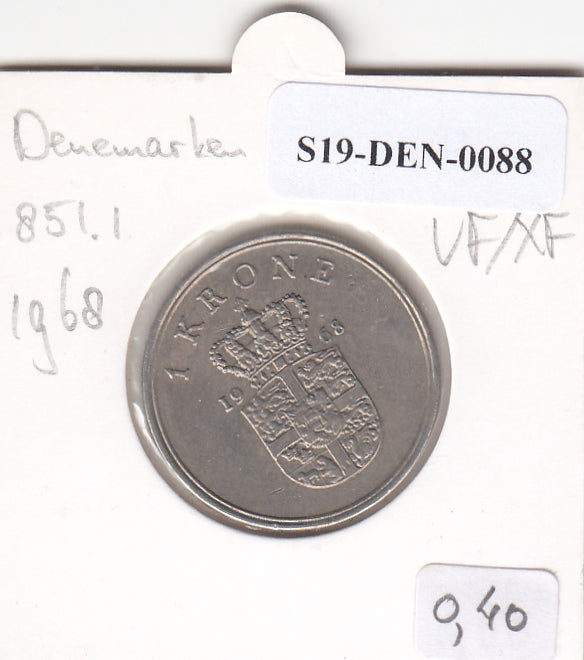 Denemarken
S19-DEN-0088
851.1
VF/XF
1968
1 KRONE
19 68
0,40